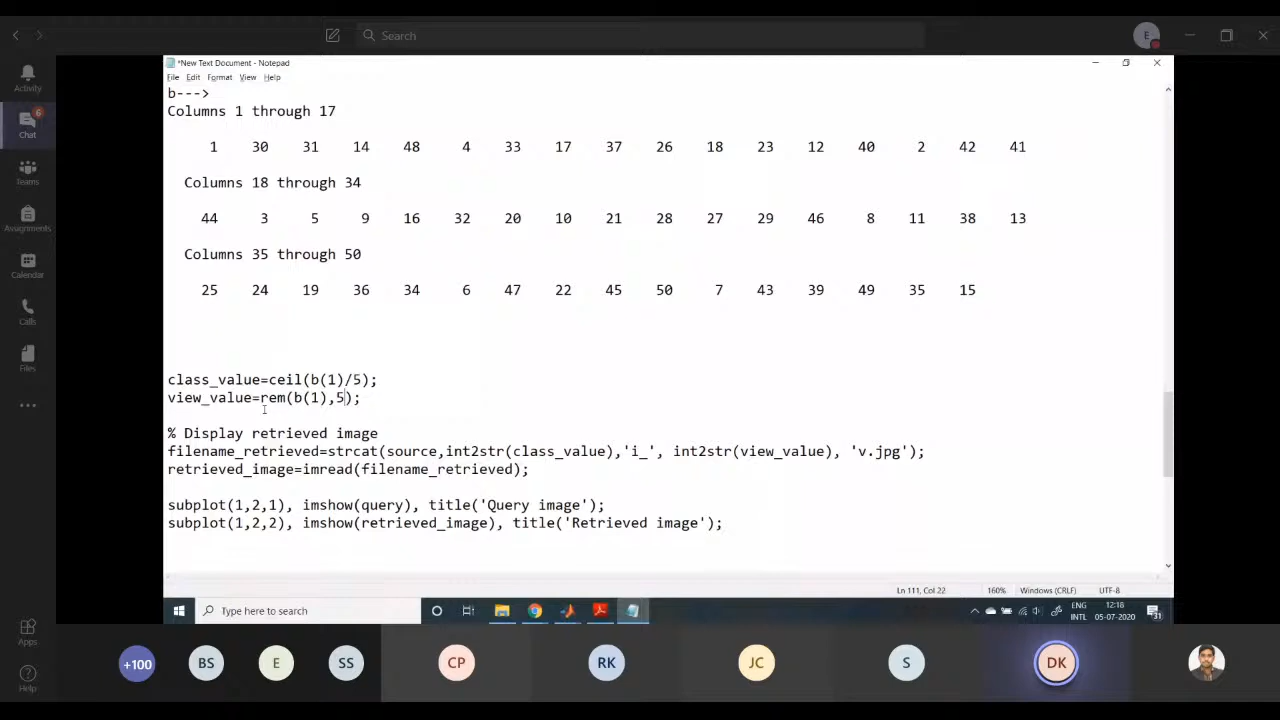 Search
E
*New Text Document - Notepad
File Edit Format View Help
b--->
Columns 1 through 17
1 30 31 14 48 4 33 17 37 26 18 23 12 40 2 42 41
Columns 18 through 34
44 3 5 9 16 32 20 10 21 28 27 29 46 8 11 38 13
Columns 35 through 50
25 24 19 36 34 6 47 22 45 50 7 43 39 49 35 15
class_value=ceil(b(1)/5);
view_value=rem(b(1),5);
% Display retrieved image
filename_retrieved=strcat(source,int2str(class_value),'i_', int2str(view_value), 'v.jpg');
retrieved_image=imread(filename_retrieved);
subplot(1,2,1), imshow(query), title('Query image');
subplot(1,2,2), imshow(retrieved_image), title('Retrieved image');
Ln 111, Col 22 160% Windows (CRLF) UTF-8
Type here to search
ENG
INTL
12:18
05-07-2020
31
Activity
6
Chat
Teams
Assignments
Calendar
Calls
Files
Apps
Help
+100 BS E SS CP RK JC S DK